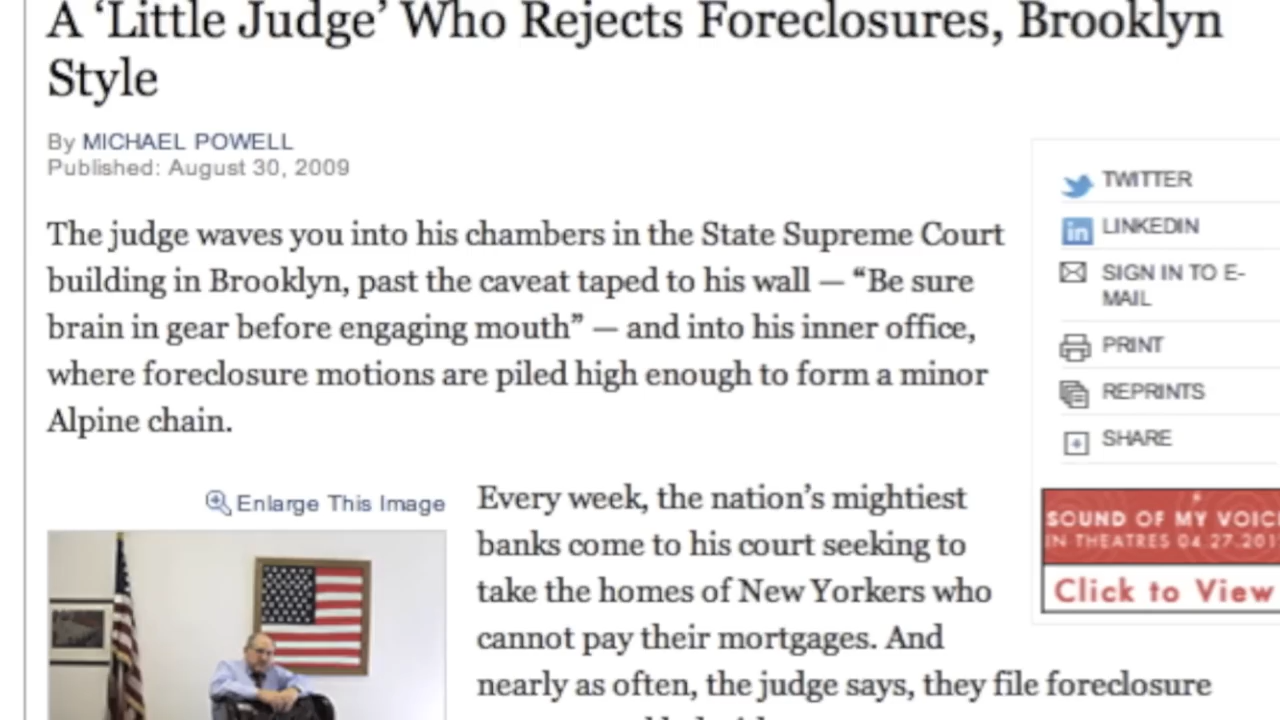 A ‘Little Judge’ Who Rejects Foreclosures, Brooklyn
Style
By MICHAEL POWELL
Published: August 30, 2009
The judge waves you into his chambers in the State Supreme Court
building in Brooklyn, past the caveat taped to his wall — “Be sure
brain in gear before engaging mouth” — and into his inner office,
where foreclosure motions are piled high enough to form a minor
Alpine chain.
Enlarge This Image
Every week, the nation’s mightiest
banks come to his court seeking to
take the homes of New Yorkers who
cannot pay their mortgages. And
nearly as often, the judge says, they file foreclosure
TWITTER
in LINKEDIN
SIGN IN TO E-
MAIL
PRINT
REPRINTS
SHARE
SOUND OF MY VOIC
IN THEATRES 04.27.201
Click to View